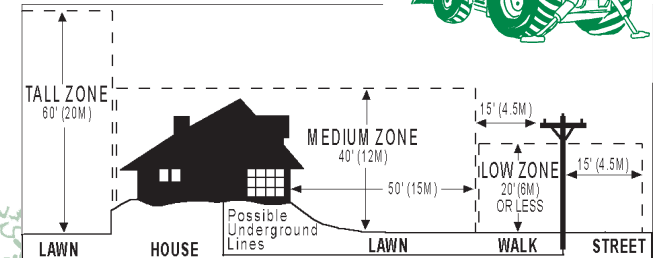 TALL ZONE
60' (20M)
MEDIUM ZONE
40' (12M)
15' (4.5M)
LOW ZONE
20' (6M)
OR LESS
15' (4.5M)
50' (15M)
Possible
Underground
Lines
LAWN
HOUSE
LAWN
WALK
STREET